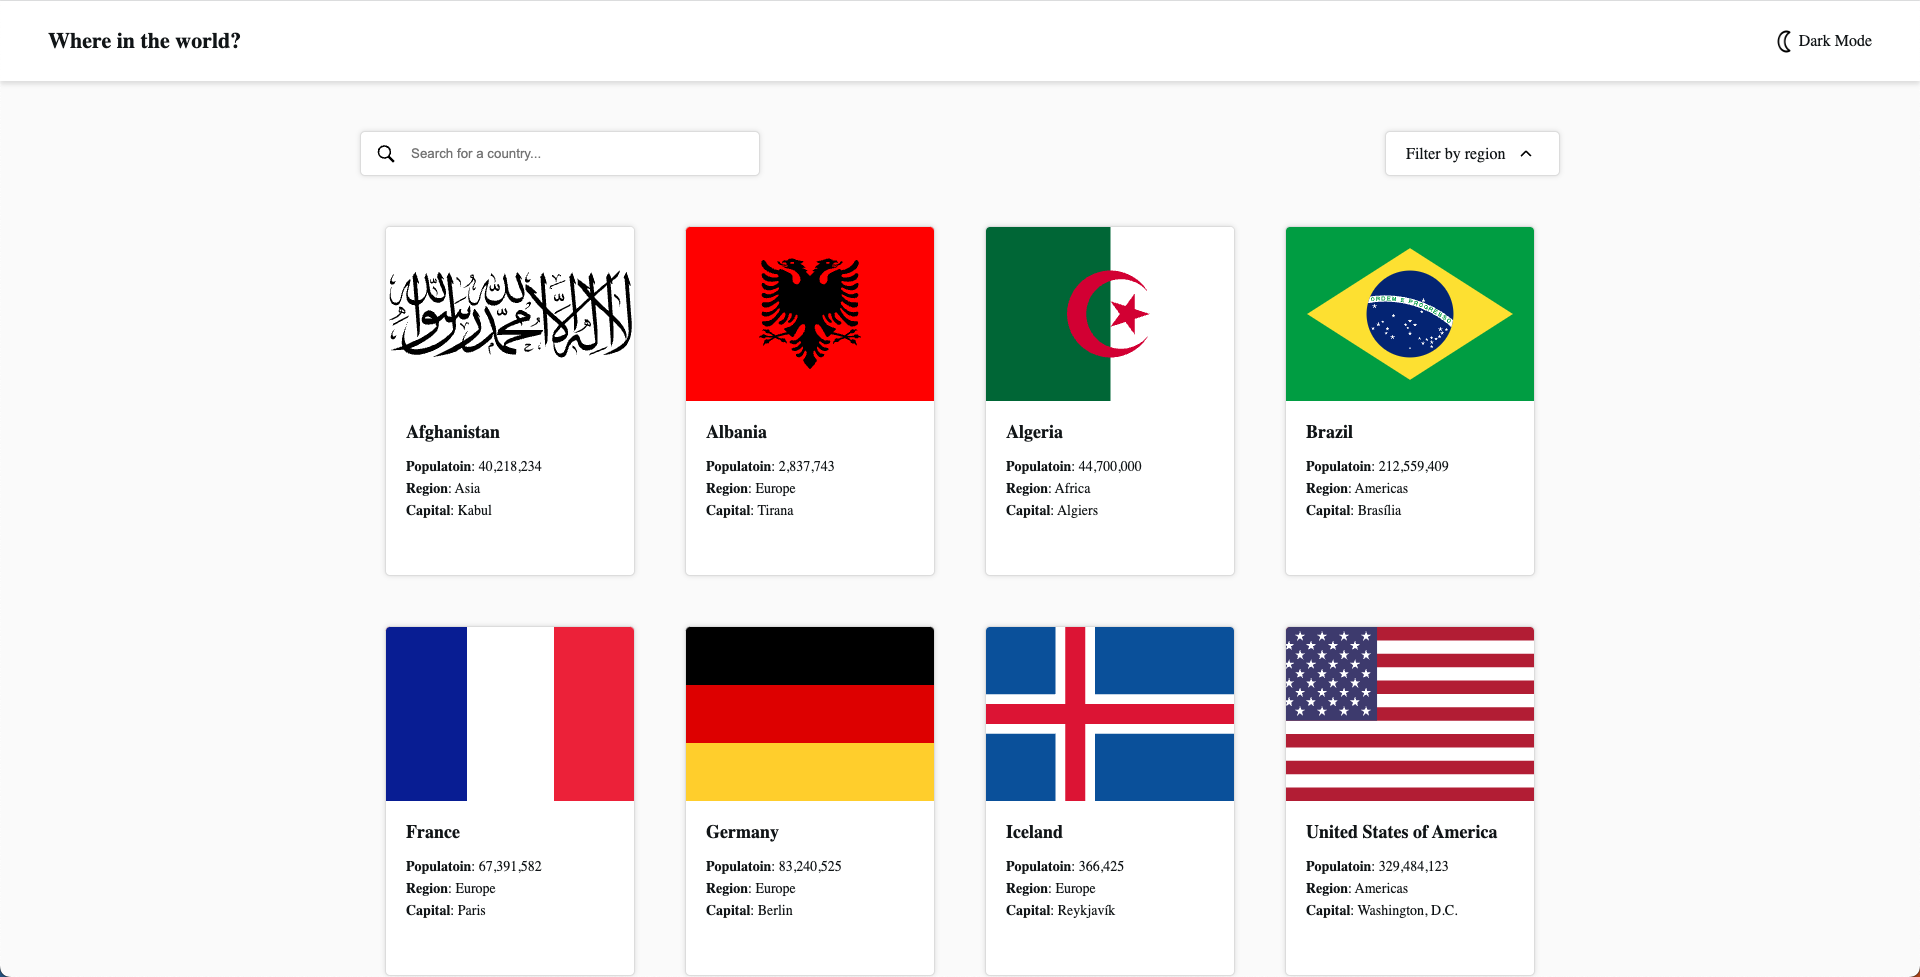 Where in the world?
Dark Mode
Search for a country...
Filter by region
لا إله إلا الله محمد رسول الله
ORDEM E PROGRESSO
Afghanistan
Populatoin: 40,218,234
Region: Asia
Capital: Kabul
Albania
Populatoin: 2,837,743
Region: Europe
Capital: Tirana
Algeria
Populatoin: 44,700,000
Region: Africa
Capital: Algiers
Brazil
Populatoin: 212,559,409
Region: Americas
Capital: Brasília
France
Populatoin: 67,391,582
Region: Europe
Capital: Paris
Germany
Populatoin: 83,240,525
Region: Europe
Capital: Berlin
Iceland
Populatoin: 366,425
Region: Europe
Capital: Reykjavík
United States of America
Populatoin: 329,484,123
Region: Americas
Capital: Washington, D.C.